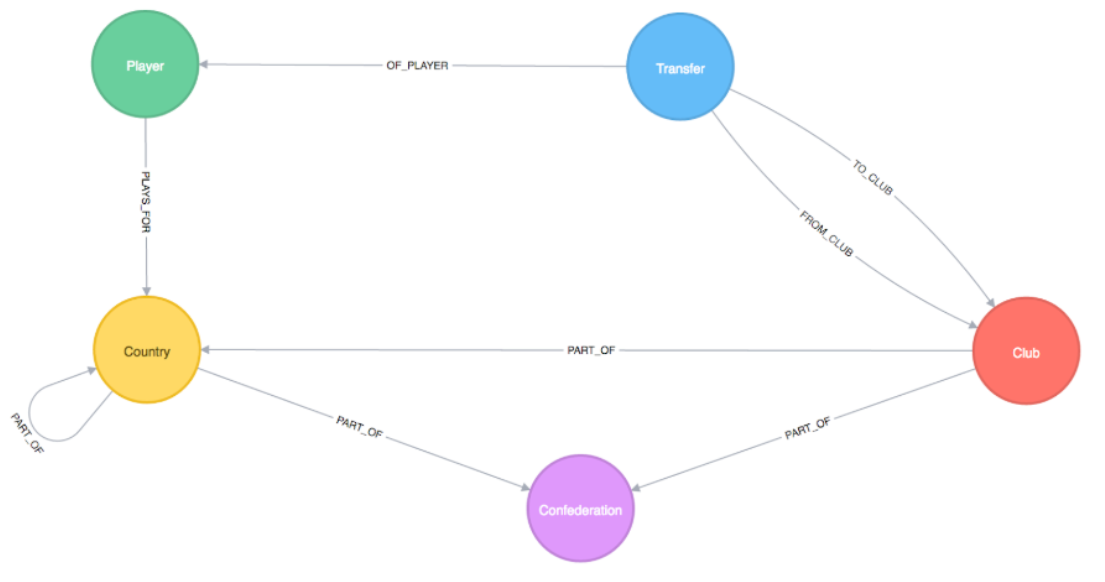 Player
OF_PLAYER
Transfer
TO_CLUB
PLAYS_FOR
FROM_CLUB
Country
PART_OF
Club
PART_OF
PART_OF
PART_OF
Confederation